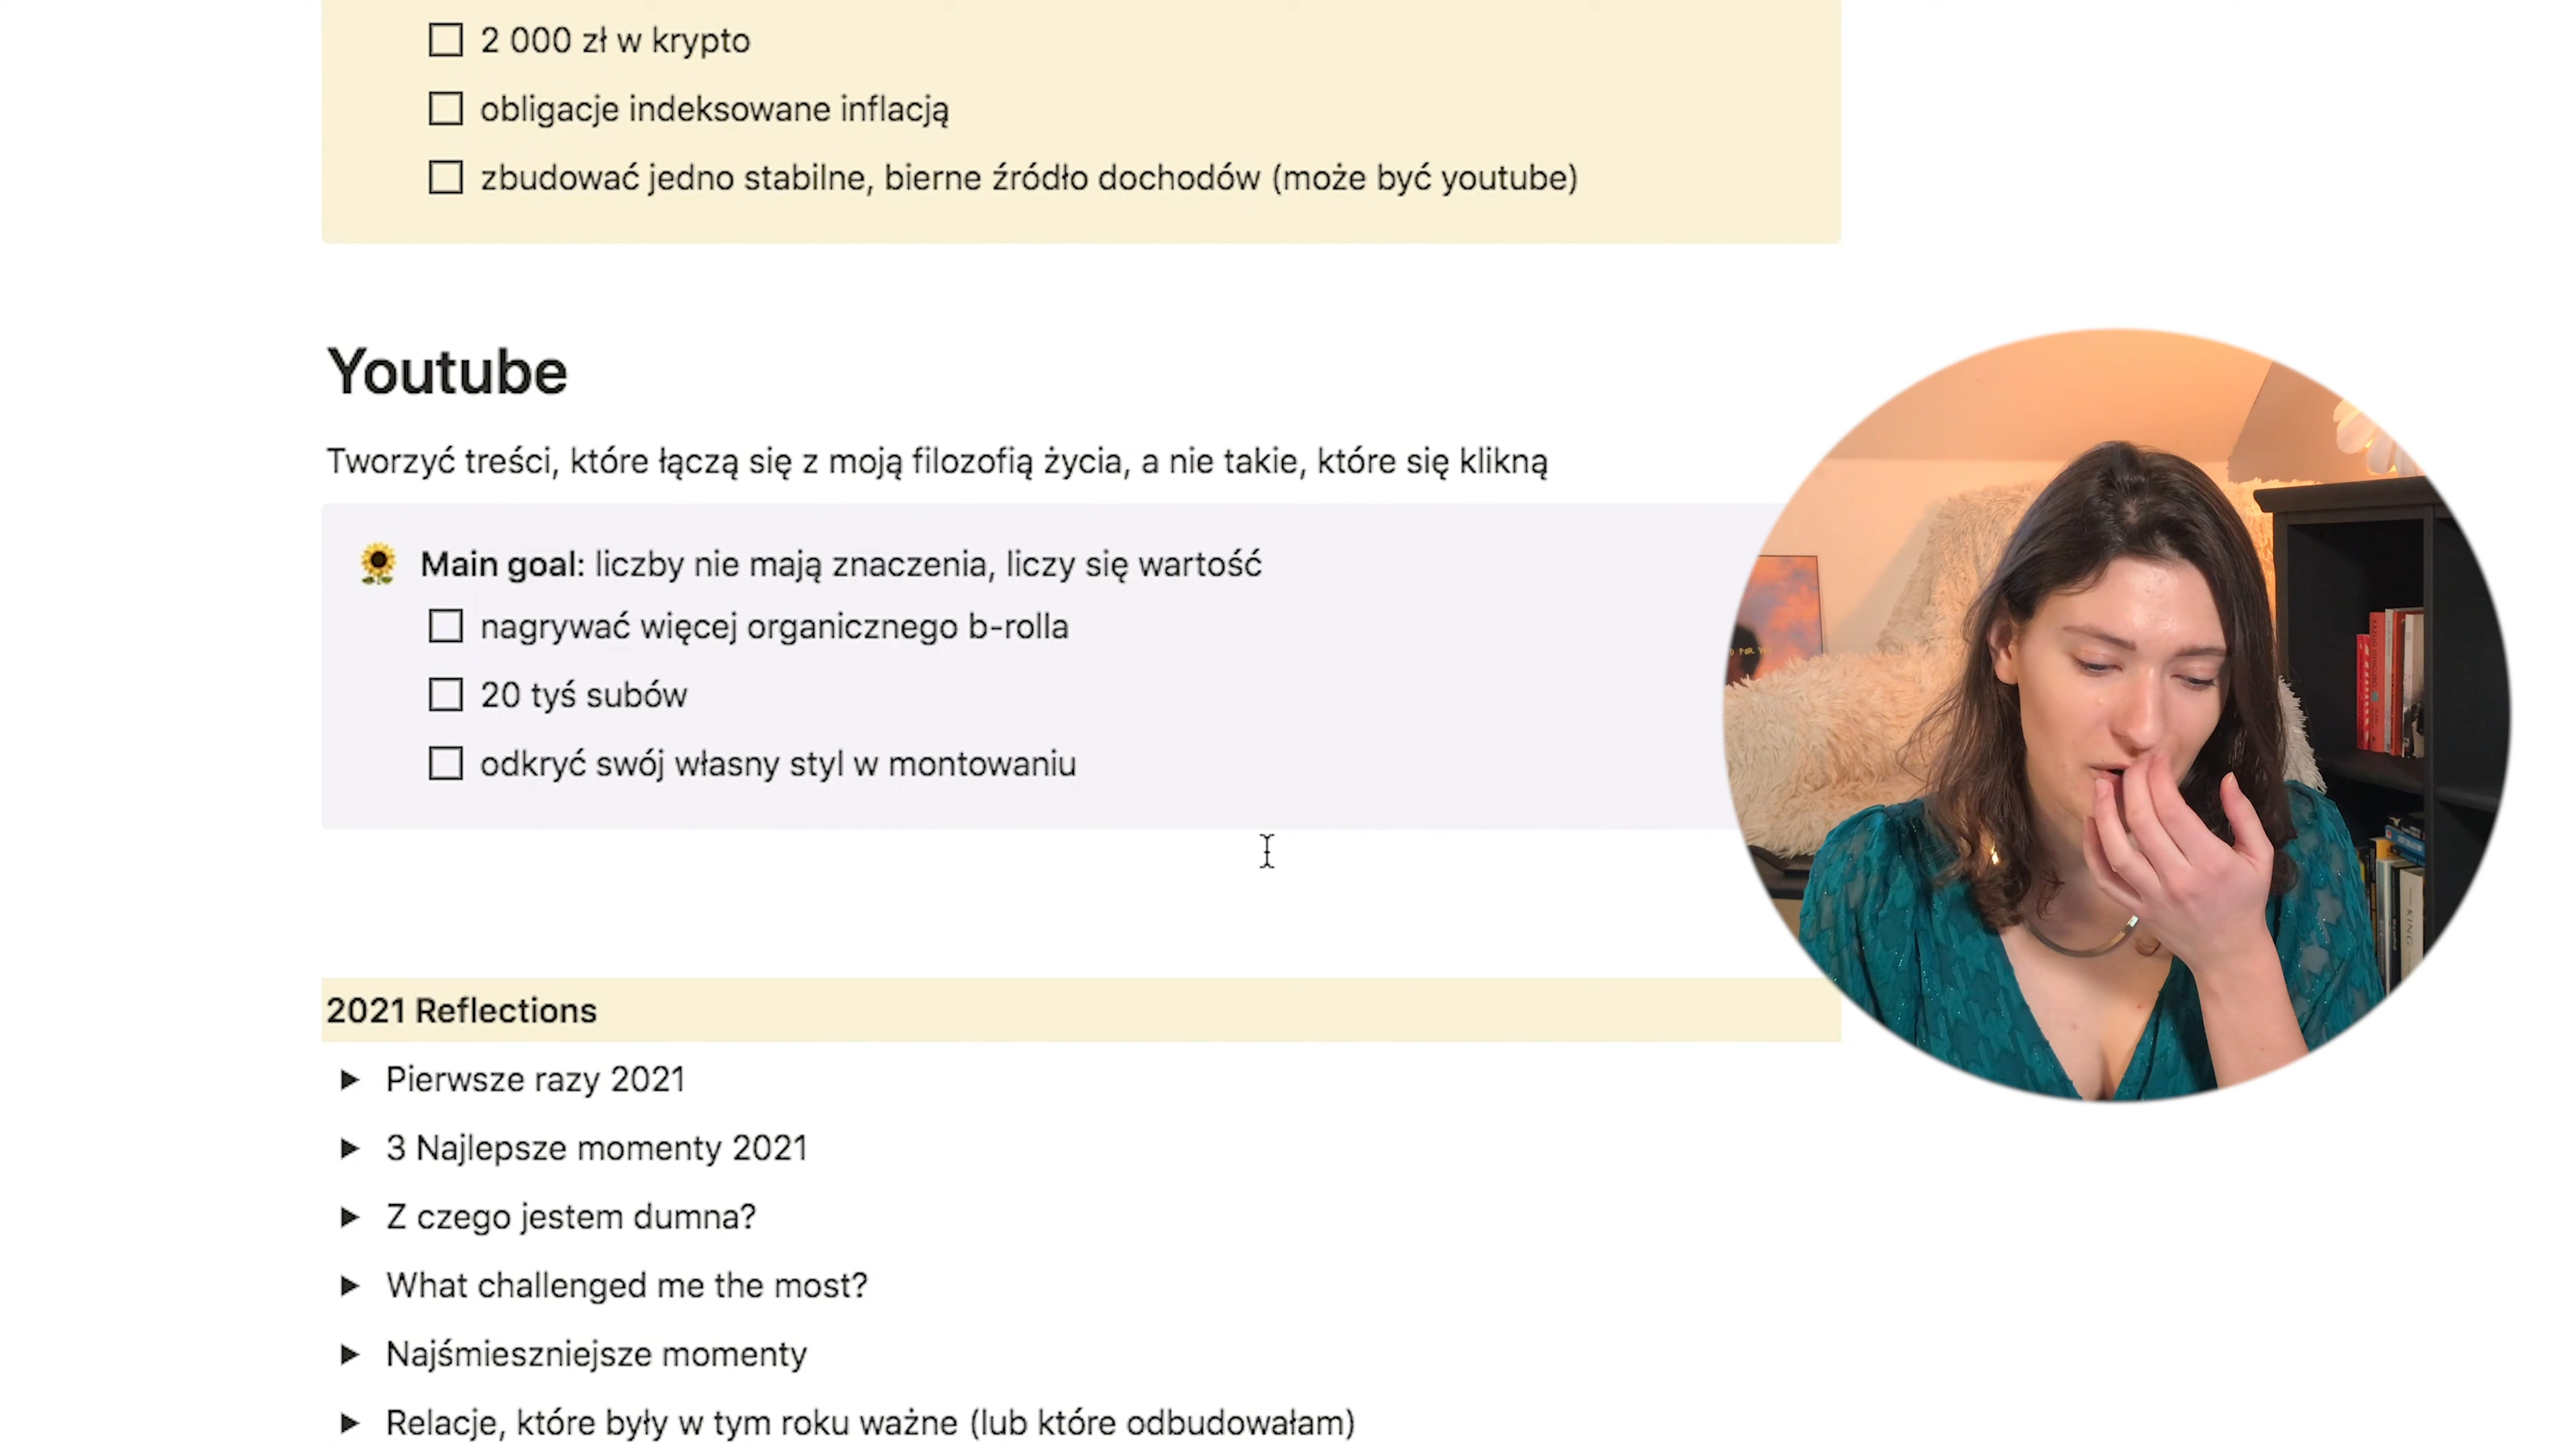 2 000 zł w krypto
obligacje indeksowane inflacją
zbudować jedno stabilne, bierne źródło dochodów (może być youtube)
Youtube
Tworzyć treści, które łączą się z moją filozofią życia, a nie takie, które się klikną
Main goal: liczby nie mają znaczenia, liczy się wartość
nagrywać więcej organicznego b-rolla
20 tyś subów
odkryć swój własny styl w montowaniu
2021 Reflections
Pierwsze razy 2021
3 Najlepsze momenty 2021
Z czego jestem dumna?
What challenged me the most?
Najśmieszniejsze momenty
Relacje, które były w tym roku ważne (lub które odbudowałam)
KING